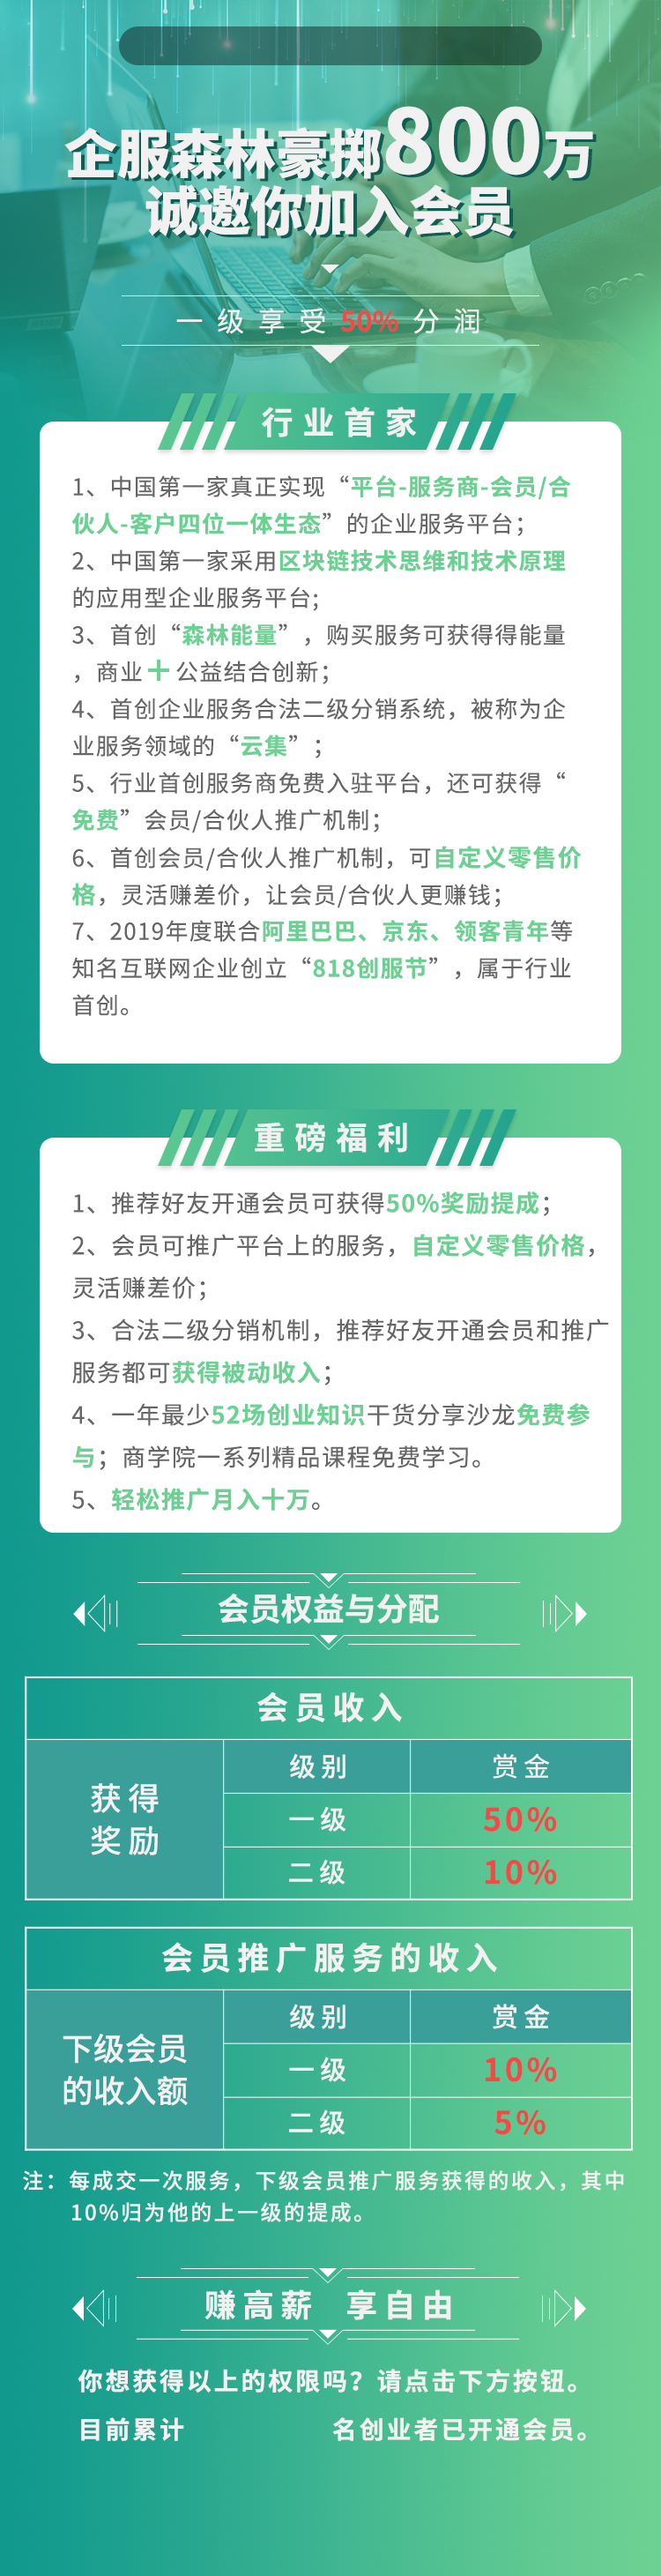 企服森林豪掷800万
诚邀你加入会员
一级享受50%分润
行业首家
1、中国第一家真正实现“平台-服务商-会员/合
伙人-客户四位一体生态”的企业服务平台；
2、中国第一家采用区块链技术思维和技术原理
的应用型企业服务平台;
3、首创“森林能量”，购买服务可获得得能量
，商业＋公益结合创新；
4、首创企业服务合法二级分销系统，被称为企
业服务领域的“云集”；
5、行业首创服务商免费入驻平台，还可获得“
免费”会员/合伙人推广机制；
6、首创会员/合伙人推广机制，可自定义零售价
格，灵活赚差价，让会员/合伙人更赚钱；
7、2019年度联合阿里巴巴、京东、领客青年等
知名互联网企业创立“818创服节”，属于行业
首创。
重磅福利
1、推荐好友开通会员可获得50%奖励提成；
2、会员可推广平台上的服务，自定义零售价格，
灵活赚差价；
3、合法二级分销机制，推荐好友开通会员和推广
服务都可获得被动收入；
4、一年最少52场创业知识干货分享沙龙免费参
与；商学院一系列精品课程免费学习。
5、轻松推广月入十万。
会员权益与分配
会员收入
获得
奖励
级别 赏金
一级 50%
二级 10%
会员推广服务的收入
下级会员
的收入额
级别 赏金
一级 10%
二级 5%
注：每成交一次服务，下级会员推广服务获得的收入，其中
10%归为他的上一级的提成。
赚高薪 享自由
你想获得以上的权限吗？请点击下方按钮。
目前累计 名创业者已开通会员。